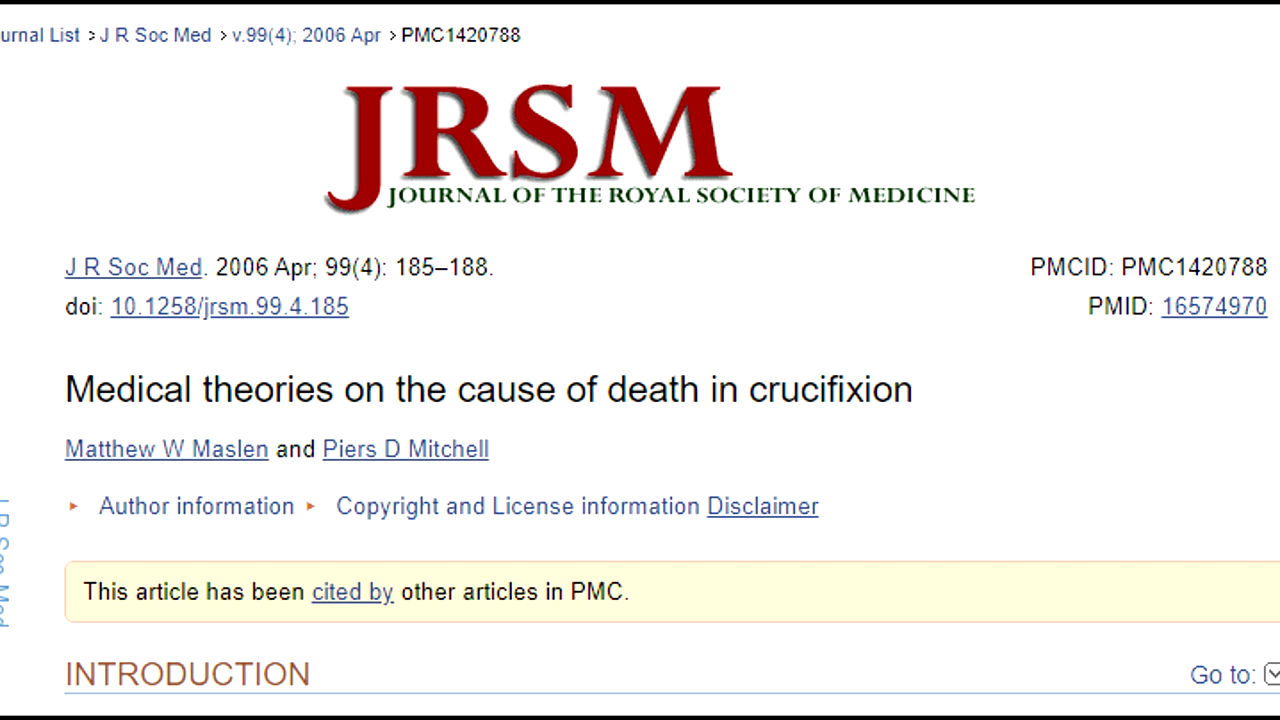 urnal List > J R Soc Med > v.99(4); 2006 Apr > PMC1420788
JRSM
JOURNAL OF THE ROYAL SOCIETY OF MEDICINE
J R Soc Med. 2006 Apr; 99(4): 185–188.
PMCID: PMC1420788
doi: 10.1258/jrsm.99.4.185
PMID: 16574970
Medical theories on the cause of death in crucifixion
Matthew W Maslen and Piers D Mitchell
Author information Copyright and License information Disclaimer
J R Soc Med
This article has been cited by other articles in PMC.
INTRODUCTION
Go to: